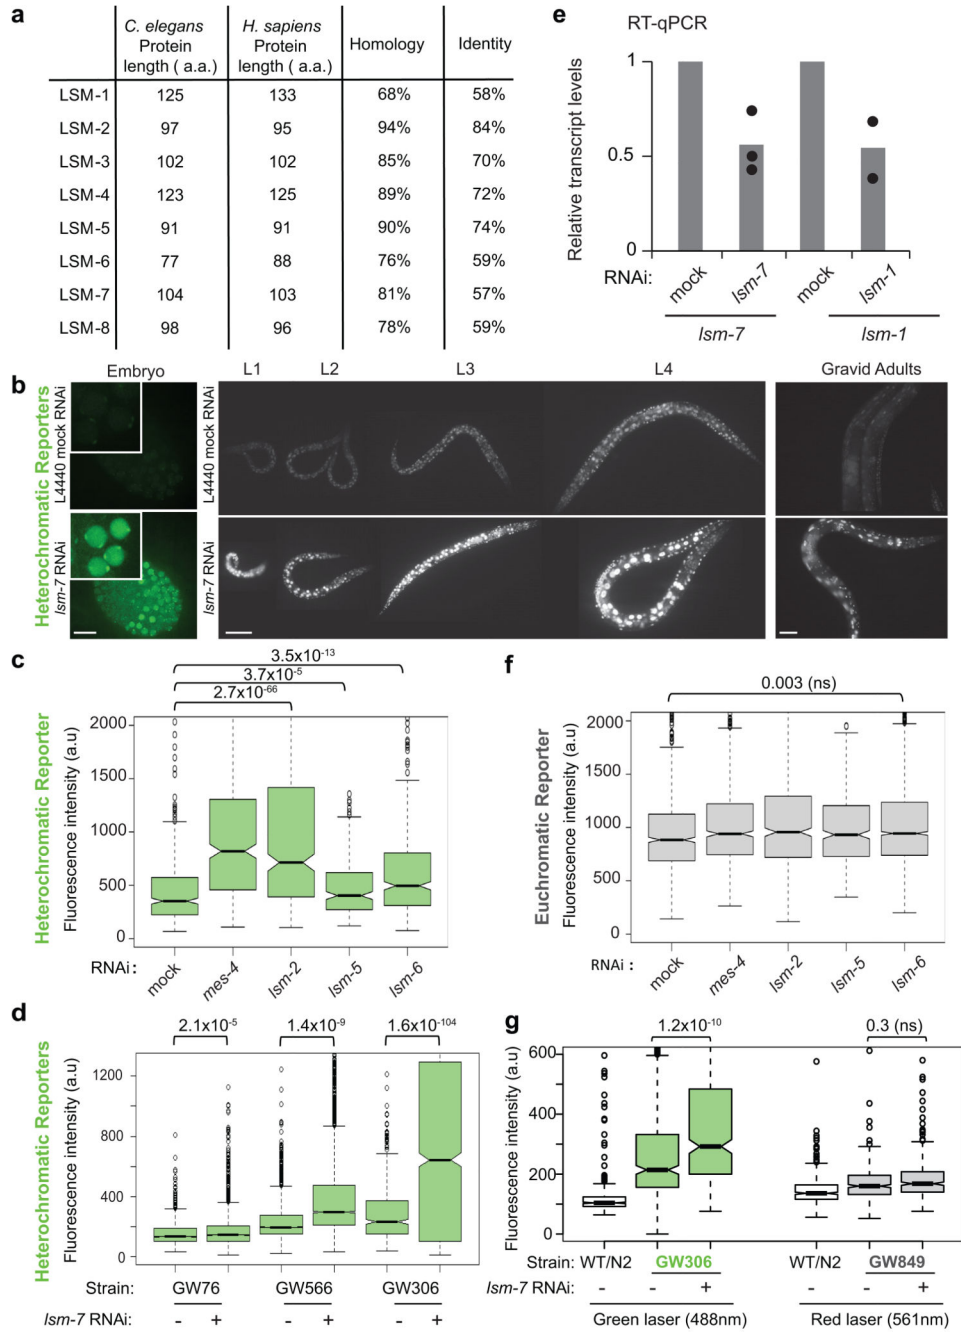 a
C. elegans Protein length ( a.a.) H. sapiens Protein length ( a.a.) Homology Identity
LSM-1 125 133 68% 58%
LSM-2 97 95 94% 84%
LSM-3 102 102 85% 70%
LSM-4 123 125 89% 72%
LSM-5 91 91 90% 74%
LSM-6 77 88 76% 59%
LSM-7 104 103 81% 57%
LSM-8 98 96 78% 59%
e
RT-qPCR
Relative transcript levels
1
0.5
0
RNAi: mock lsm-7 mock lsm-1
lsm-7 lsm-1
b
Heterochromatic Reporters
Embryo L1 L2 L3 L4 Gravid Adults
L4440 mock RNAi L4440 mock RNAi
lsm-7 RNAi lsm-7 RNAi
c
3.5x10-13
3.7x10-5
2.7x10-66
Heterochromatic Reporter
Fluorescence intensity (a.u)
2000
1500
1000
500
0
RNAi: mock mes-4 lsm-2 lsm-5 lsm-6
f
0.003 (ns)
Euchromatic Reporter
Fluorescence intensity (a.u)
2000
1500
1000
500
0
RNAi : mock mes-4 lsm-2 lsm-5 lsm-6
d
2.1x10-5 1.4x10-9 1.6x10-104
Heterochromatic Reporters
Fluorescence intensity (a.u)
1200
800
400
0
Strain: GW76 GW566 GW306
lsm-7 RNAi: - + - + - +
g
1.2x10-10 0.3 (ns)
Fluorescence intensity (a.u)
600
400
200
0
Strain: WT/N2 GW306 WT/N2 GW849
lsm-7 RNAi: - - + - - +
Green laser (488nm) Red laser (561nm)